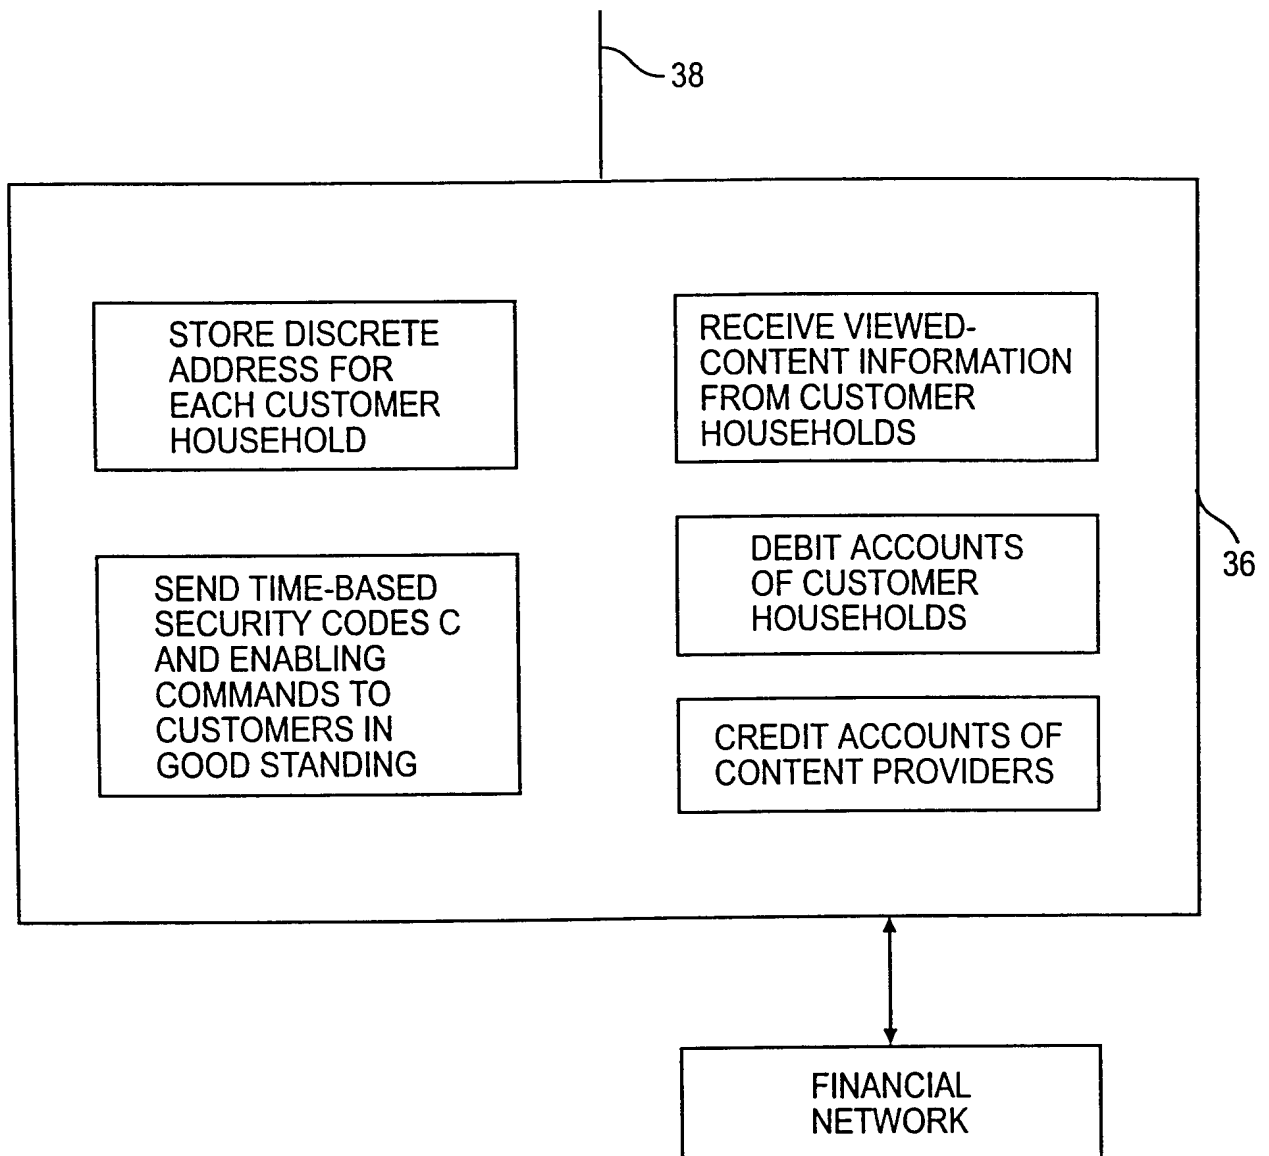 38
STORE DISCRETE
ADDRESS FOR
EACH CUSTOMER
HOUSEHOLD
SEND TIME-BASED
SECURITY CODES C
AND ENABLING
COMMANDS TO
CUSTOMERS IN
GOOD STANDING
RECEIVE VIEWED-
CONTENT INFORMATION
FROM CUSTOMER
HOUSEHOLDS
DEBIT ACCOUNTS
OF CUSTOMER
HOUSEHOLDS
CREDIT ACCOUNTS OF
CONTENT PROVIDERS
36
FINANCIAL
NETWORK